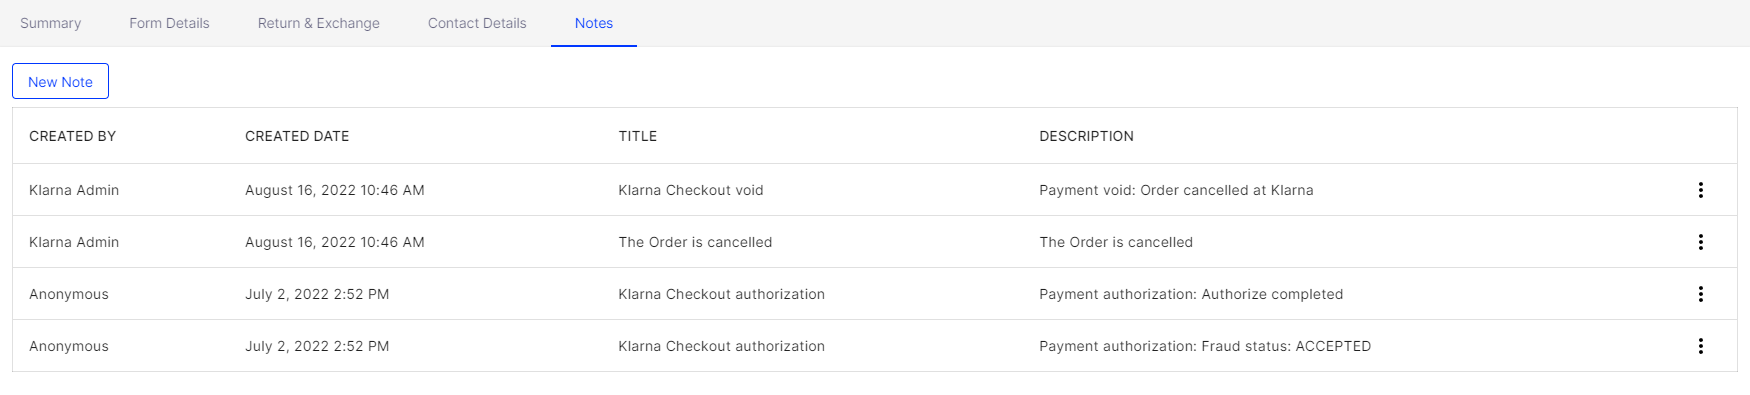 Summary Form Details Return & Exchange Contact Details Notes
New Note
CREATED BY CREATED DATE TITLE DESCRIPTION
Klarna Admin August 16, 2022 10:46 AM Klarna Checkout void Payment void: Order cancelled at Klarna
Klarna Admin August 16, 2022 10:46 AM The Order is cancelled The Order is cancelled
Anonymous July 2, 2022 2:52 PM Klarna Checkout authorization Payment authorization: Authorize completed
Anonymous July 2, 2022 2:52 PM Klarna Checkout authorization Payment authorization: Fraud status: ACCEPTED